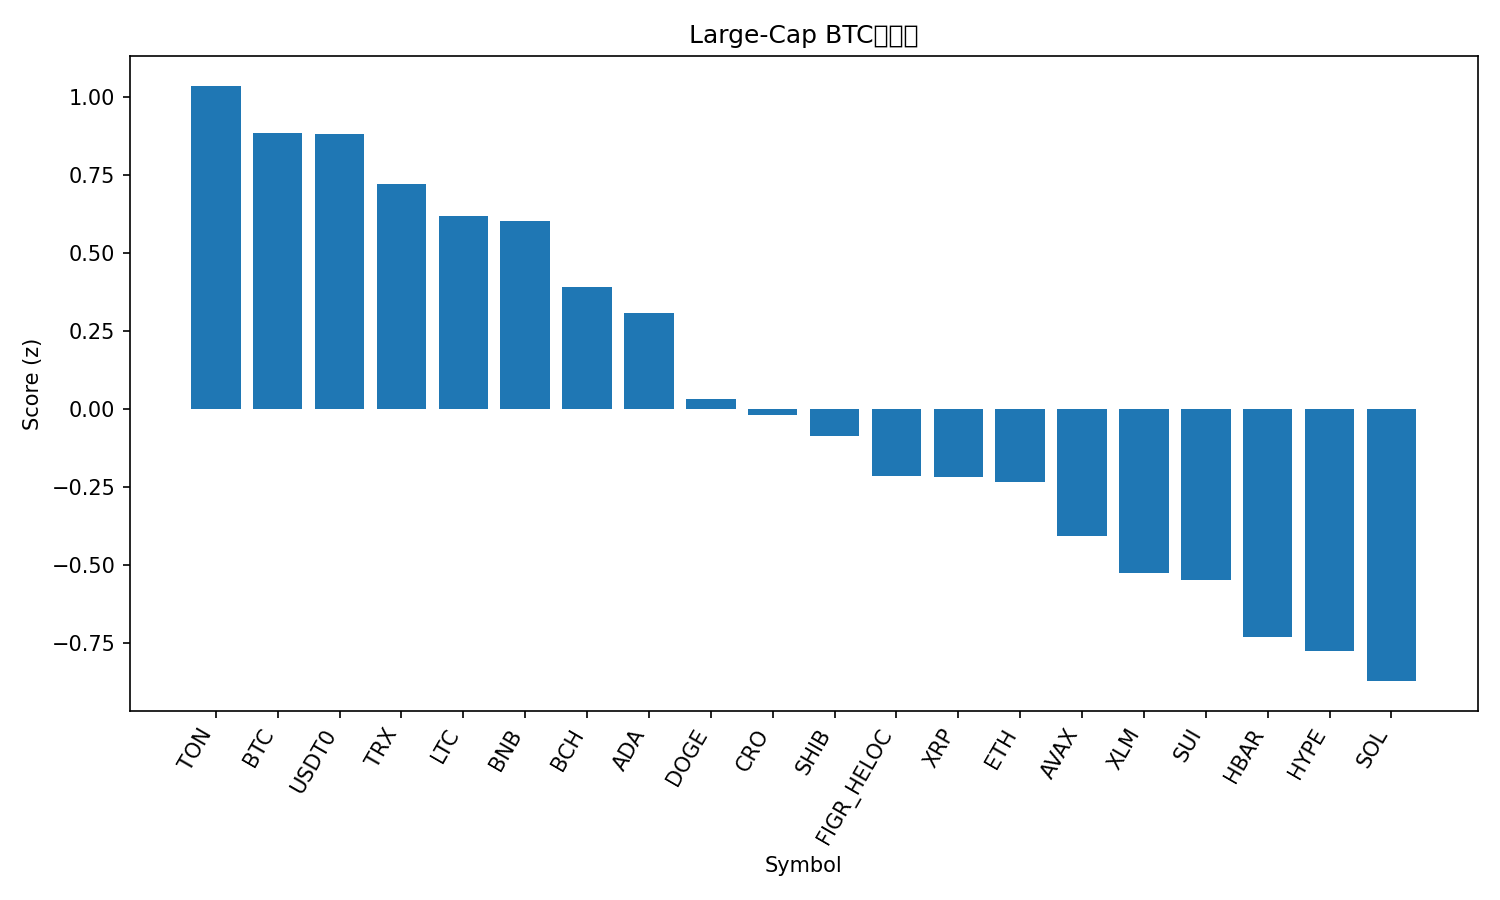 Large-Cap BTC
1.00
0.75
0.50
0.25
0.00
−0.25
−0.50
−0.75
Score (z)
TON
BTC
USDT0
TRX
LTC
BNB
BCH
ADA
DOGE
CRO
SHIB
FIGR_HELOC
XRP
ETH
AVAX
XLM
SUI
HBAR
HYPE
SOL
Symbol